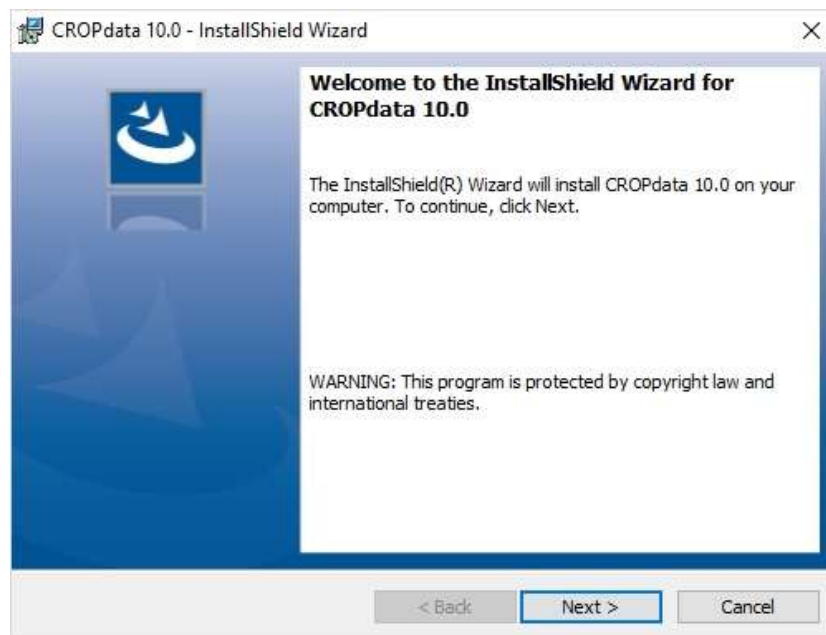 CROPdata 10.0 - InstallShield Wizard
Welcome to the InstallShield Wizard for
CROPdata 10.0
The InstallShield(R) Wizard will install CROPdata 10.0 on your
computer. To continue, click Next.
WARNING: This program is protected by copyright law and
international treaties.
< Back Next > Cancel